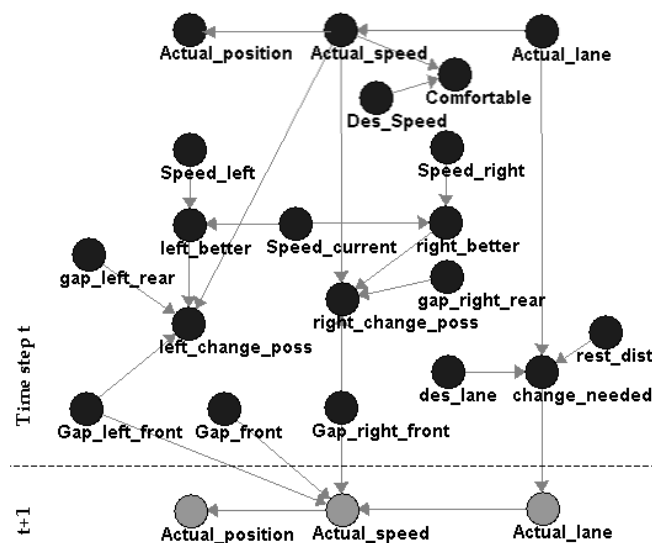 Actual_position
Actual_speed
Actual_lane
Comfortable
Des_Speed
Speed_left
Speed_right
left_better
Speed_current
right_better
gap_left_rear
gap_right_rear
right_change_poss
left_change_poss
rest_dist
des_lane
change_needed
Gap_left_front
Gap_front
Gap_right_front
Time step t
t+1
Actual_position
Actual_speed
Actual_lane